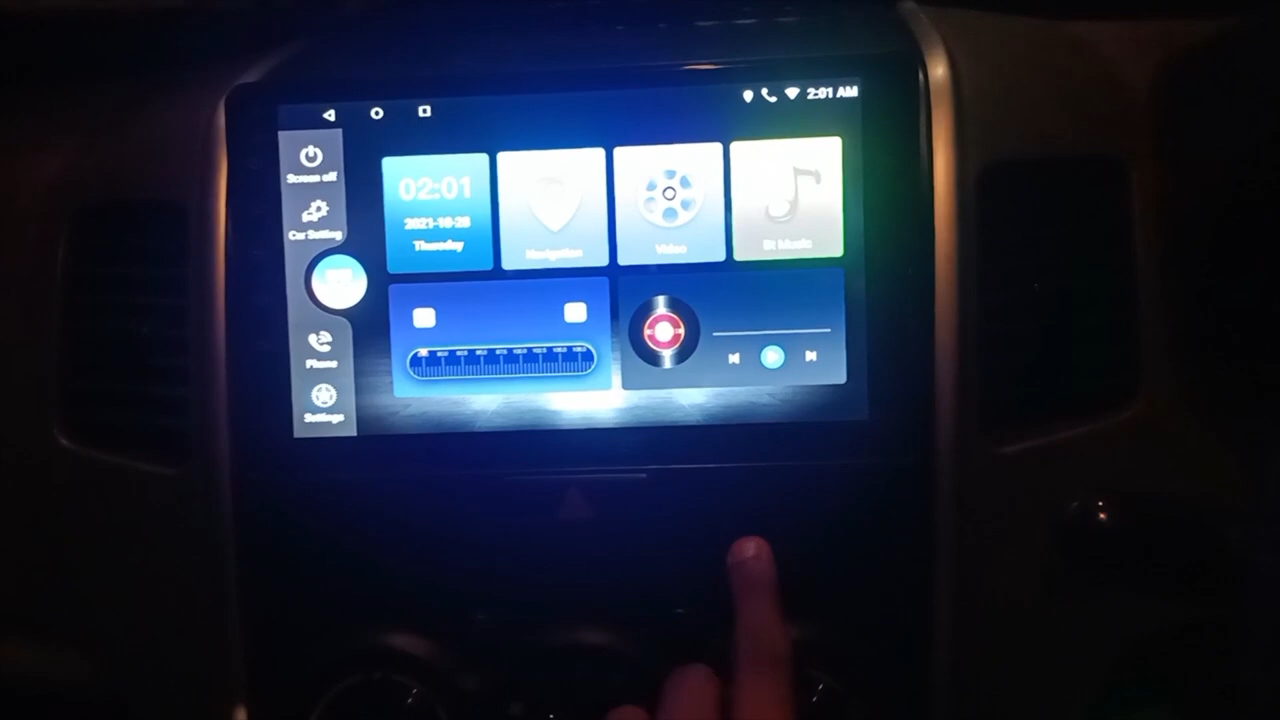 2:01 AM
Screen off
Car Setting
Phone
Settings
02:01
2021-10-28
Thursday
Navigation
Video
Bt Music